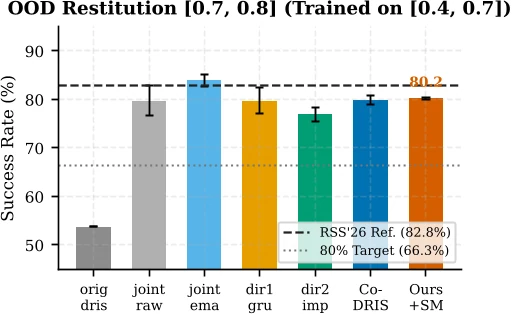 OOD Restitution [0.7, 0.8] (Trained on [0.4, 0.7])
Success Rate (%)
90
80
70
60
50
80.2
RSS'26 Ref. (82.8%)
80% Target (66.3%)
orig dris
joint raw
joint ema
dir1 gru
dir2 imp
Co- DRIS
Ours +SM